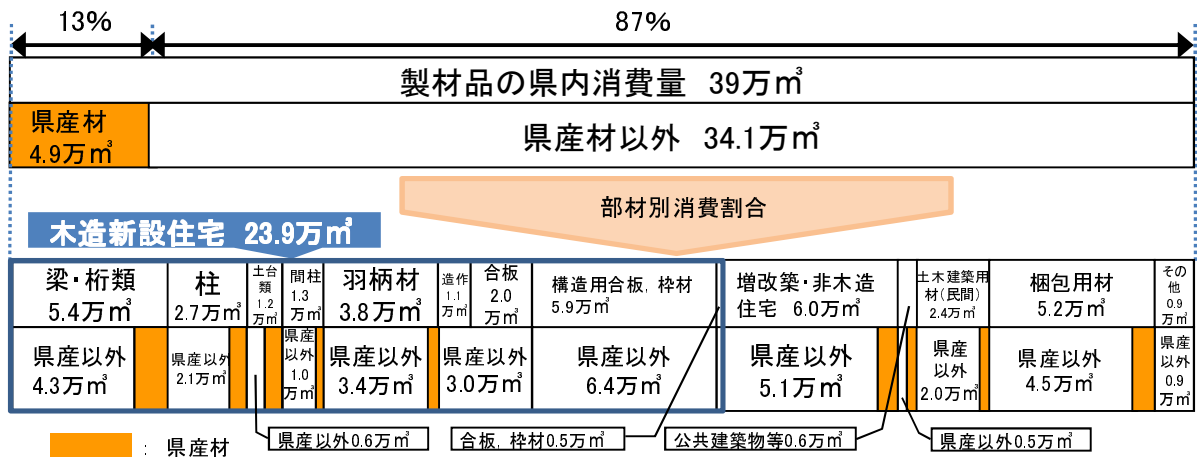 13%
87%
製材品の県内消費量 39万㎥
県産材
4.9万㎥
県産材以外 34.1万㎥
部材別消費割合
木造新設住宅 23.9万㎥
梁・桁類
5.4万㎥
柱
2.7万㎥
土台
類
1.2
万㎥
間柱
1.3
万㎥
羽柄材
3.8万㎥
造作
1.1
万㎥
合板
2.0
万㎥
構造用合板, 枠材
5.9万㎥
増改築・非木造
住宅 6.0万㎥
土木建築用
材(民間)
2.4万㎥
梱包用材
5.2万㎥
その
他
0.9
万㎥
県産以外
4.3万㎥
県産以外
2.1万㎥
県産
以外
1.0
万㎥
県産以外
3.4万㎥
県産以外
3.0万㎥
県産以外
6.4万㎥
県産以外
5.1万㎥
県産
以外
2.0万㎥
県産以外
4.5万㎥
県産
以外
0.9
万㎥
県産以外0.6万㎥
合板, 枠材0.5万㎥
公共建築物等0.6万㎥
県産以外0.5万㎥
: 県産材